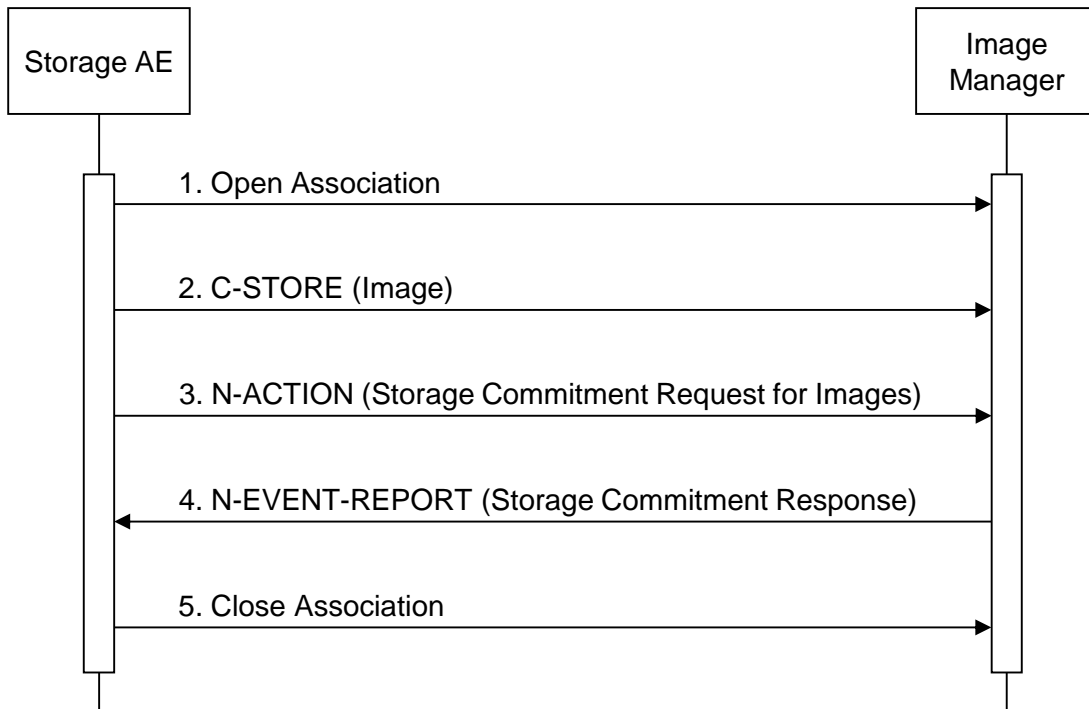 Storage AE
Image
Manager
1. Open Association
2. C-STORE (Image)
3. N-ACTION (Storage Commitment Request for Images)
4. N-EVENT-REPORT (Storage Commitment Response)
5. Close Association